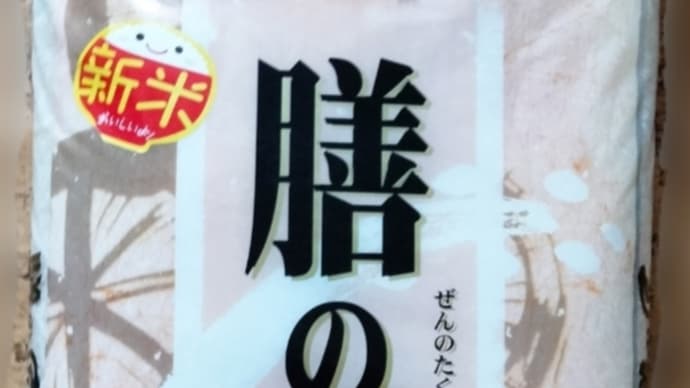 新米
おいしいよ!
膳の
ぜんのたく